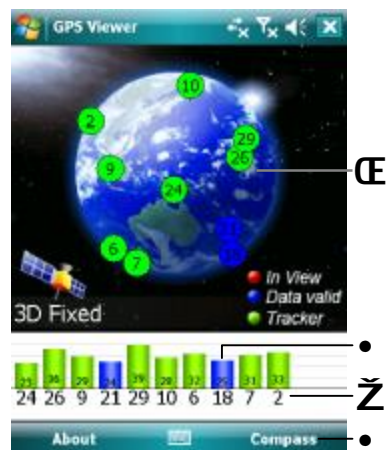 GPS Viewer
10
2
29
26
9
24
6
7
In View
Data valid
Tracker
3D Fixed
24 26 9 21 29 10 6 18 7 2
About Compass
Œ
•
Ž
•